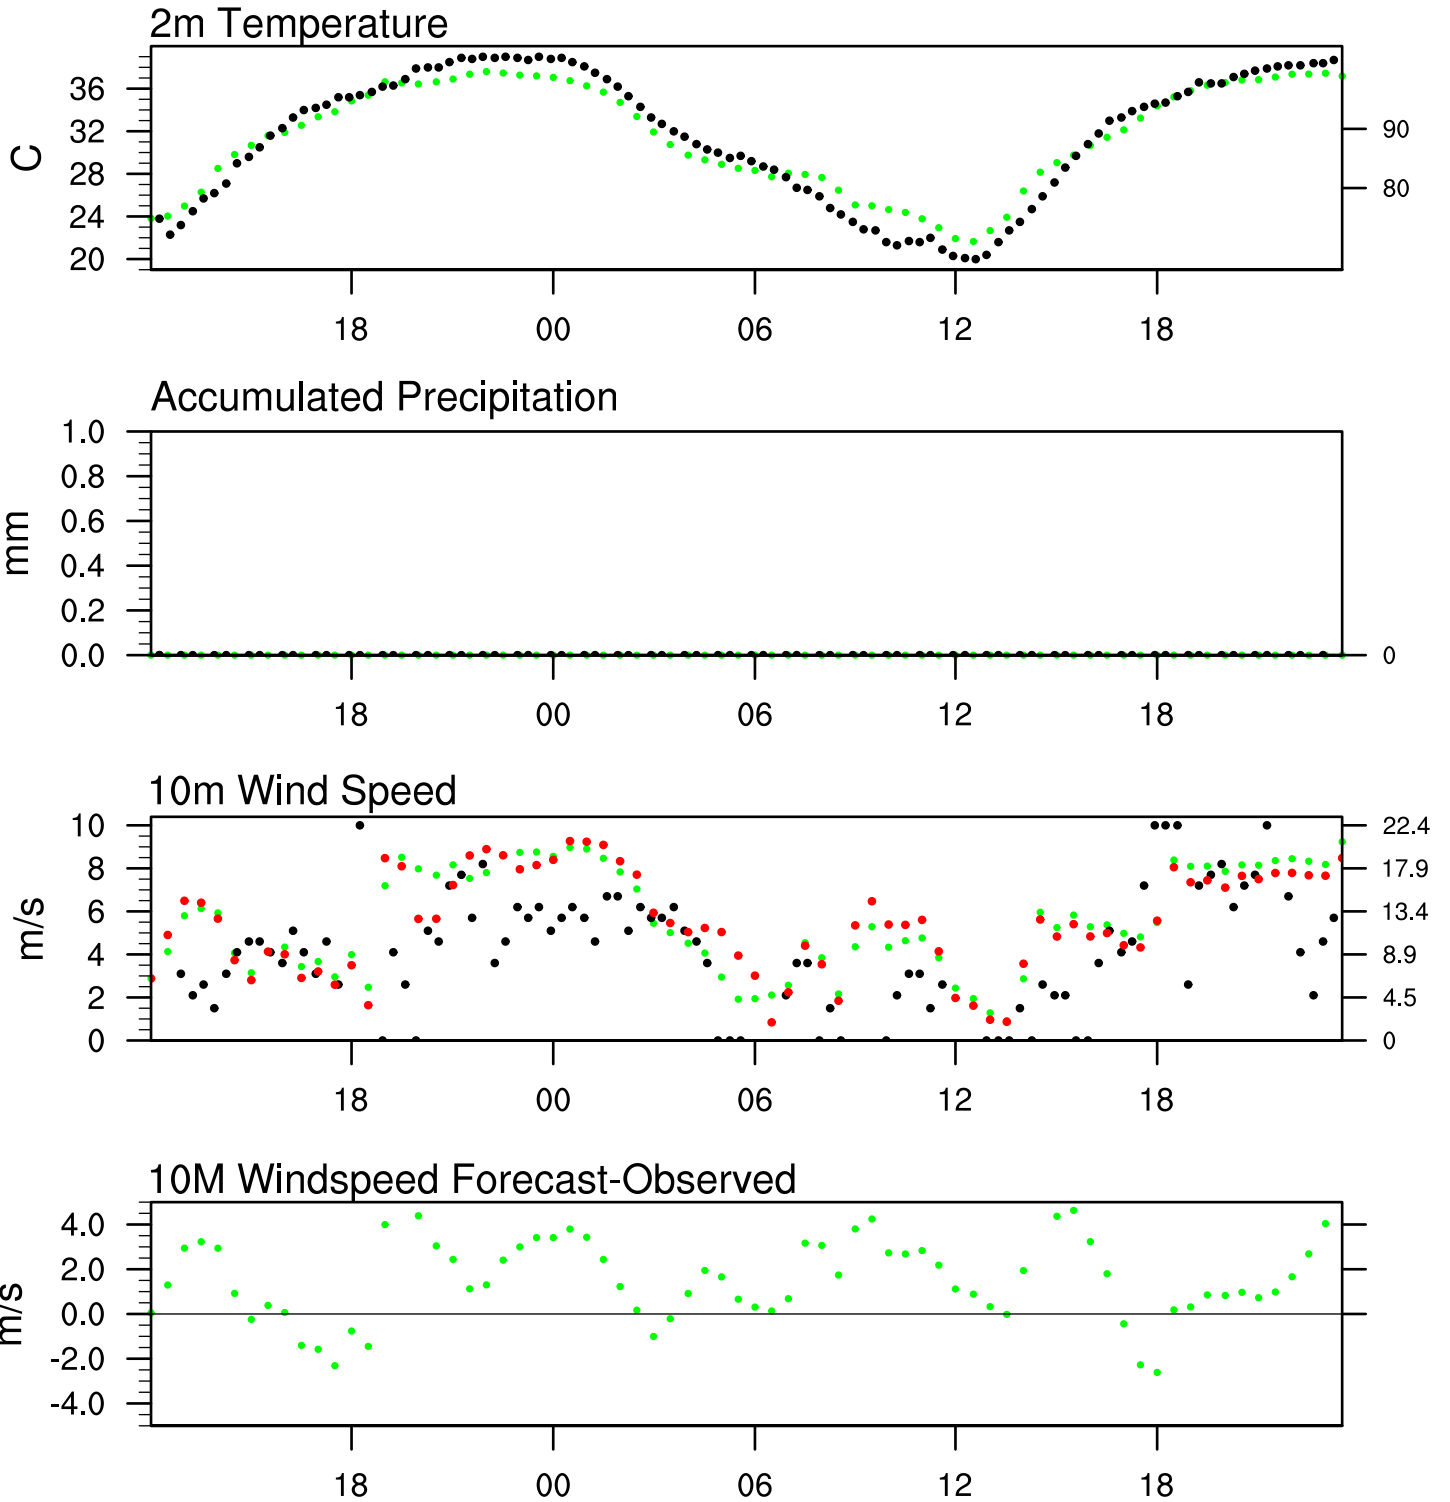 2m Temperature
C
36
32
28
24
20
90
80
18 00 06 12 18
Accumulated Precipitation
mm
1.0
0.8
0.6
0.4
0.2
0.0
0
18 00 06 12 18
10m Wind Speed
m/s
10
8
6
4
2
0
22.4
17.9
13.4
8.9
4.5
0
18 00 06 12 18
10M Windspeed Forecast-Observed
m/s
4.0
2.0
0.0
-2.0
-4.0
18 00 06 12 18